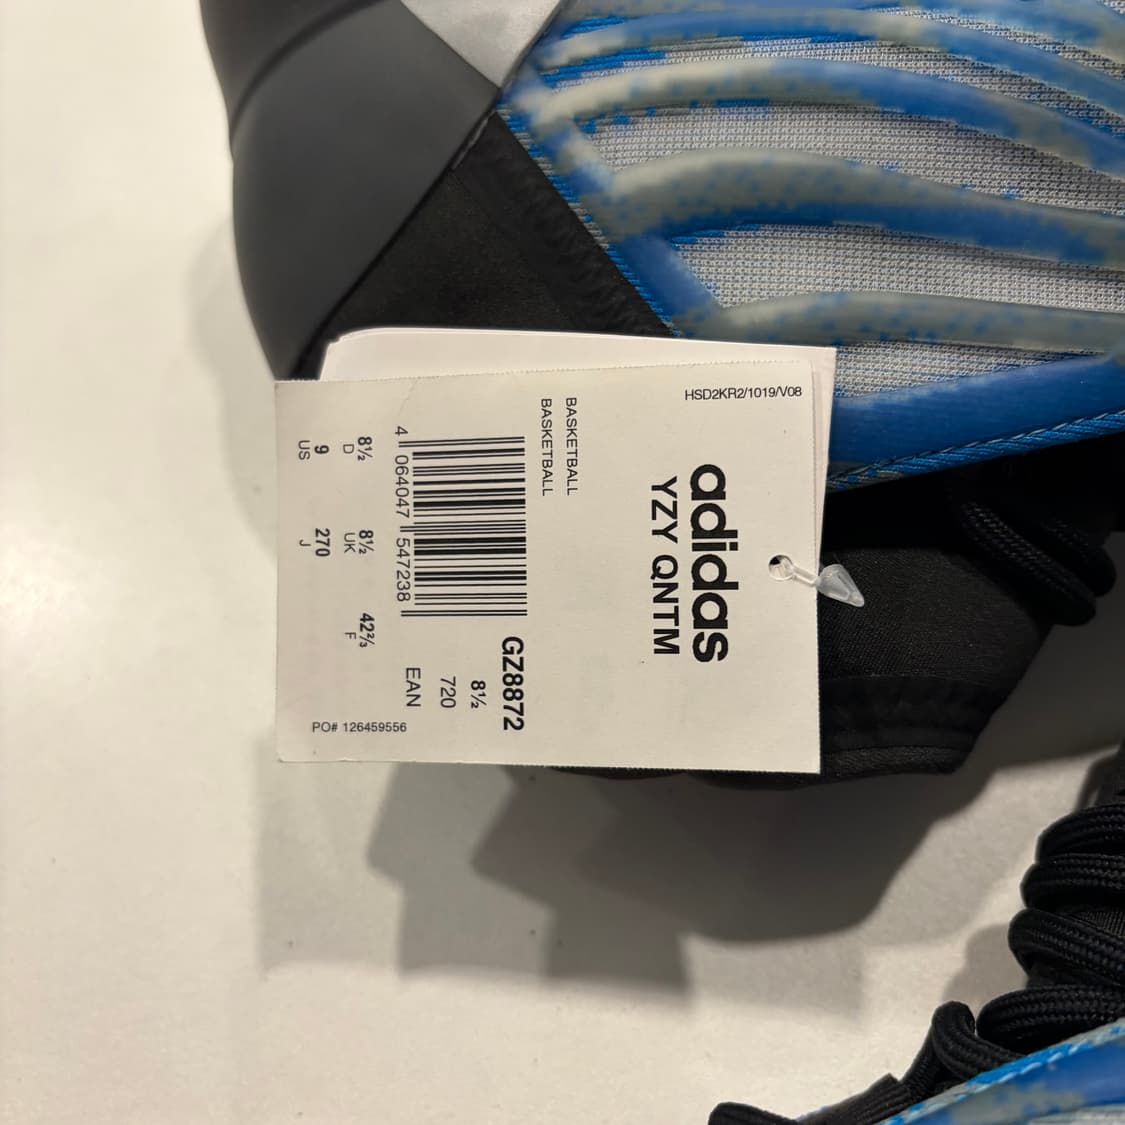 HSD2KR2/1019/V08
adidas
YZY QNTM
BASKETBALL
BASKETBALL
GZ8872
8½
720
EAN
4 064047 547238
8½ 8½ 42⅔
D UK F
9 270
US J
PO# 126459556